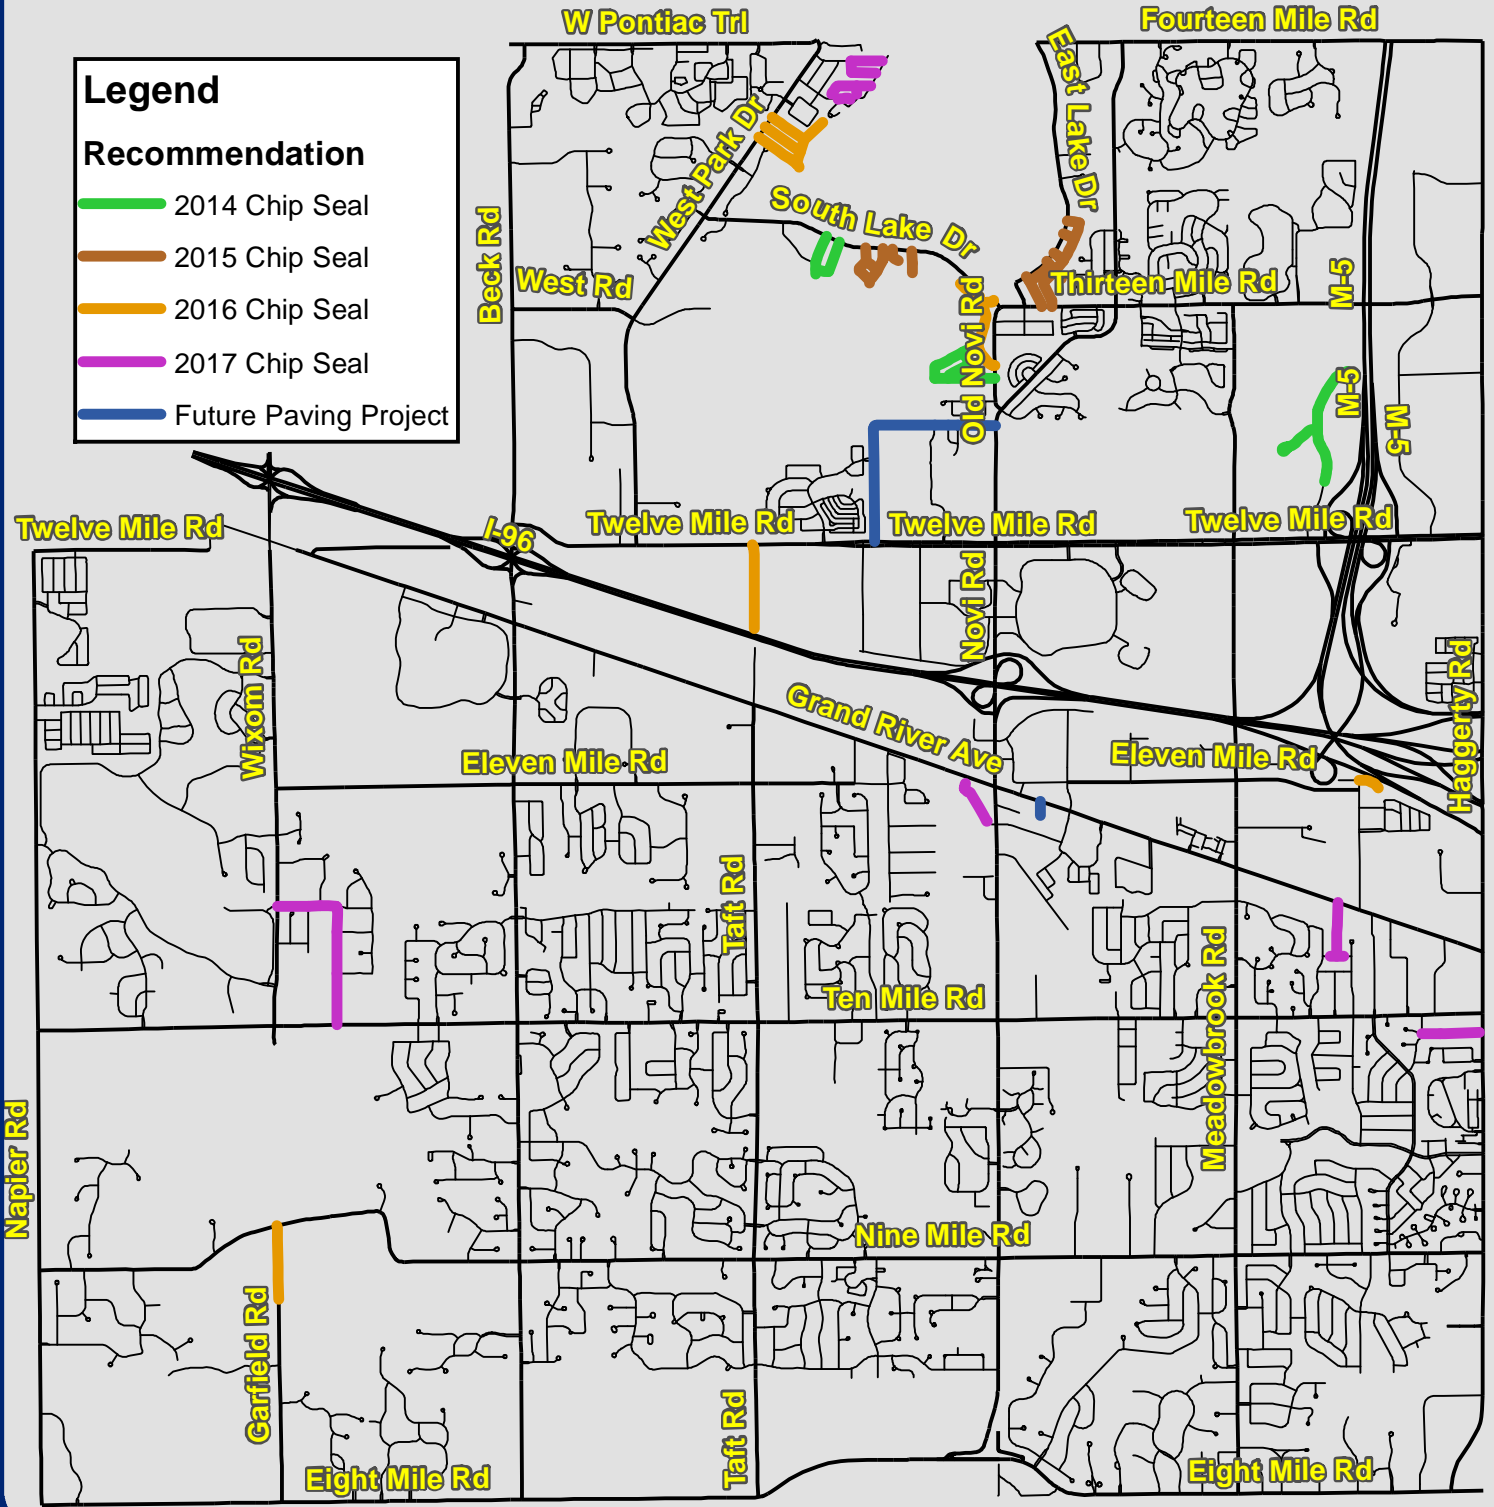 W Pontiac Trl
Fourteen Mile Rd
Legend
Recommendation
2014 Chip Seal
2015 Chip Seal
2016 Chip Seal
2017 Chip Seal
Future Paving Project
East Lake Dr
West Park Dr
South Lake Dr
Beck Rd
West Rd
Thirteen Mile Rd
M-5
Old Novi Rd
M-5
M-5
Twelve Mile Rd
I-96
Twelve Mile Rd
Twelve Mile Rd
Twelve Mile Rd
Novi Rd
Wixom Rd
Haggerty Rd
Grand River Ave
Eleven Mile Rd
Eleven Mile Rd
Taft Rd
Meadowbrook Rd
Ten Mile Rd
Napier Rd
Nine Mile Rd
Garfield Rd
Taft Rd
Eight Mile Rd
Eight Mile Rd